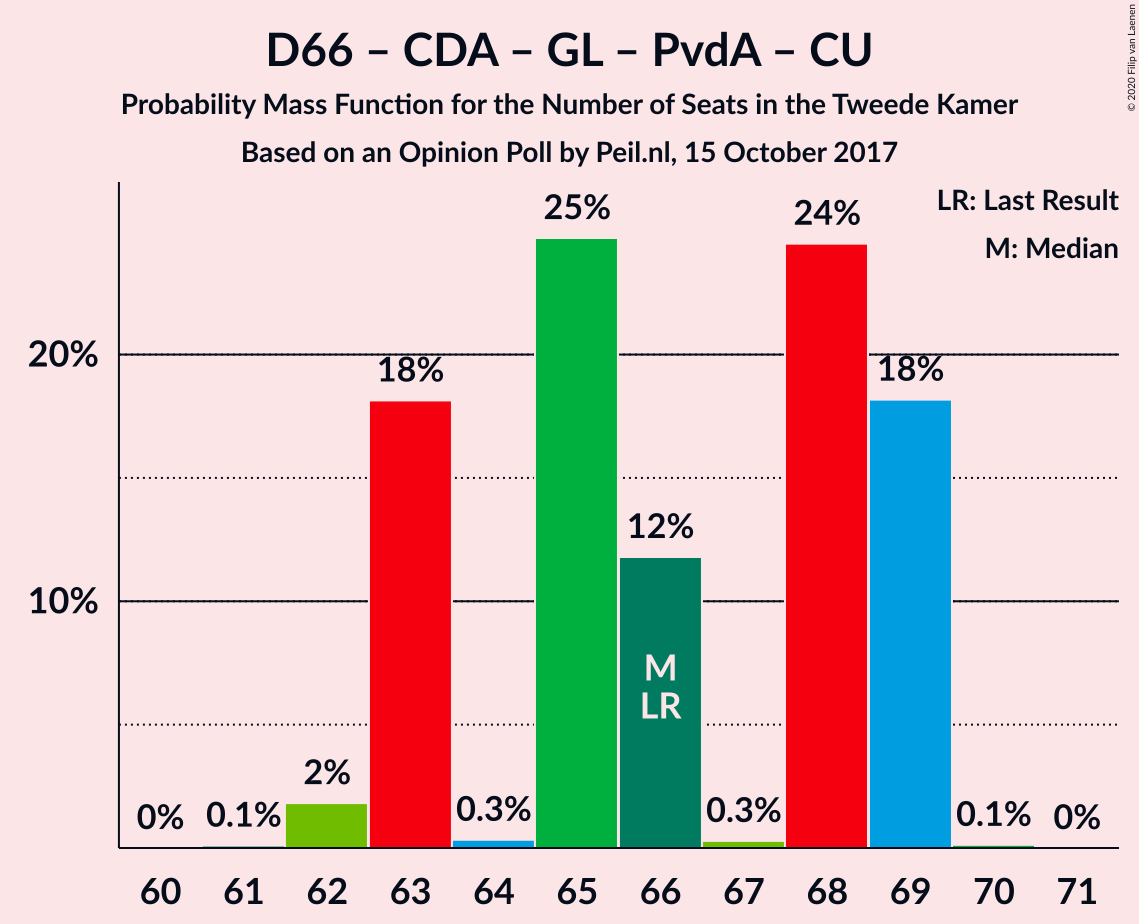 D66 – CDA – GL – PvdA – CU
Probability Mass Function for the Number of Seats in the Tweede Kamer
Based on an Opinion Poll by Peil.nl, 15 October 2017
© 2020 Filip van Laenen
LR: Last Result
M: Median
25%
24%
20%
18%
18%
12%
10%
M
LR
2%
0%
0.1%
0.3%
0.3%
0.1%
0%
60 61 62 63 64 65 66 67 68 69 70 71